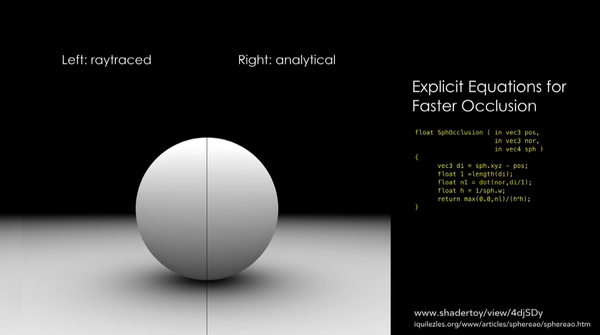 Left: raytraced
Right: analytical
Explicit Equations for
Faster Occlusion
float SphOcclusion ( in vec3 pos,
in vec3 nor,
in vec4 sph )
{
vec3 di = sph.xyz - pos;
float l =length(di);
float nl = dot(nor,di/l);
float h = l/sph.w;
return max(0.0,nl)/(h*h);
}
www.shadertoy/view/4djSDy
iquilezles.org/www/articles/sphereao/sphereao.htm